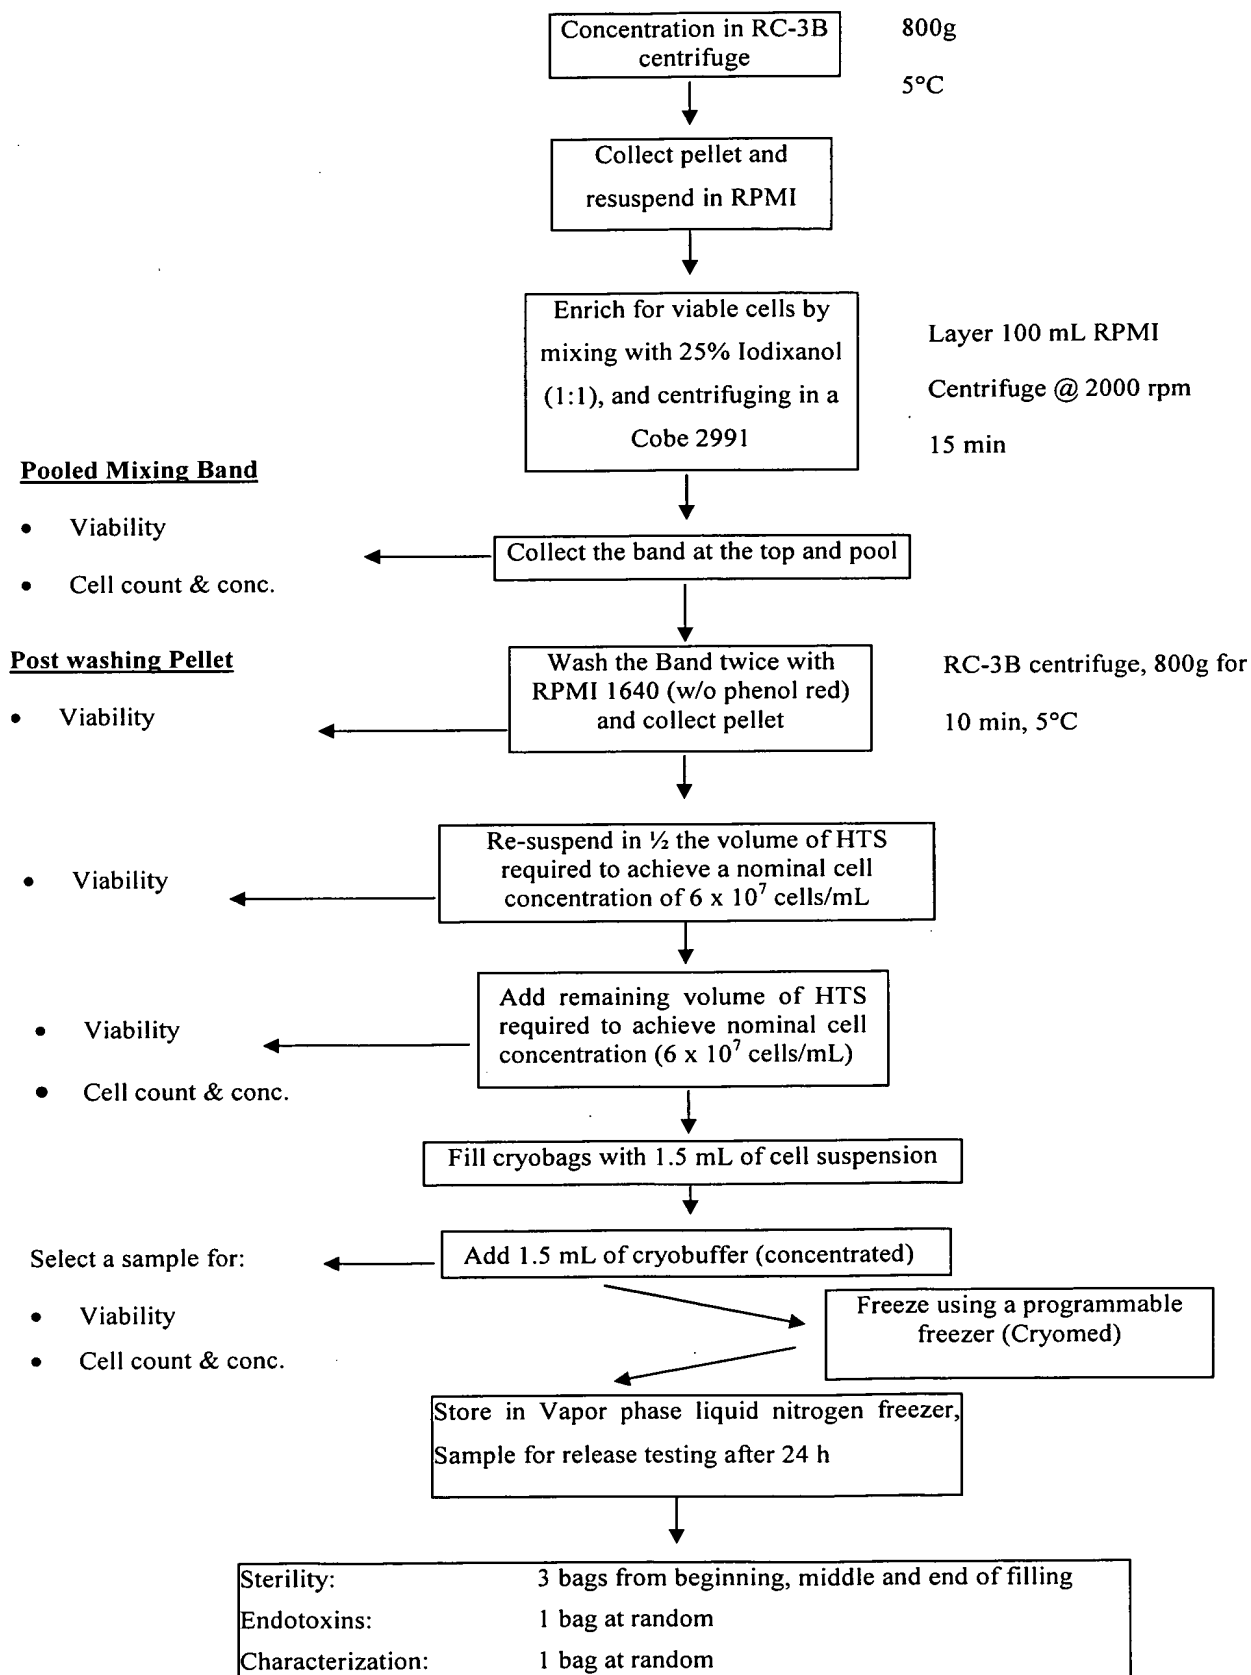 Concentration in RC-3B
centrifuge
800g
5°C
Collect pellet and
resuspend in RPMI
Enrich for viable cells by
mixing with 25% Iodixanol
(1:1), and centrifuging in a
Cobe 2991
Layer 100 mL RPMI
Centrifuge @ 2000 rpm
15 min
Pooled Mixing Band
• Viability
• Cell count & conc.
Collect the band at the top and pool
Post washing Pellet
• Viability
Wash the Band twice with
RPMI 1640 (w/o phenol red)
and collect pellet
RC-3B centrifuge, 800g for
10 min, 5°C
Re-suspend in ½ the volume of HTS
required to achieve a nominal cell
concentration of 6 x 10⁷ cells/mL
• Viability
Add remaining volume of HTS
required to achieve nominal cell
concentration (6 x 10⁷ cells/mL)
• Viability
• Cell count & conc.
Fill cryobags with 1.5 mL of cell suspension
Add 1.5 mL of cryobuffer (concentrated)
Select a sample for:
• Viability
• Cell count & conc.
Freeze using a programmable
freezer (Cryomed)
Store in Vapor phase liquid nitrogen freezer,
Sample for release testing after 24 h
Sterility: 3 bags from beginning, middle and end of filling
Endotoxins: 1 bag at random
Characterization: 1 bag at random